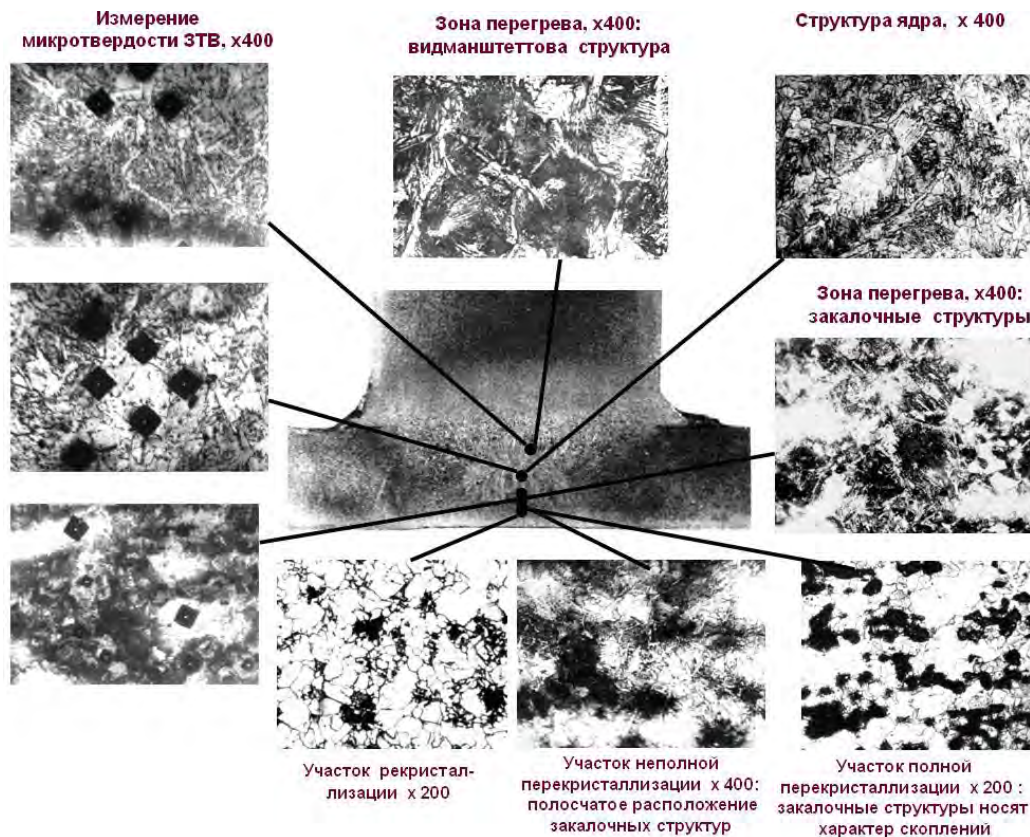 Измерение
микротвердости ЗТВ, х400
Зона перегрева, х400:
видманштеттова структура
Структура ядра, х 400
Зона перегрева, х400:
закалочные структуры
Участок рекристал-
лизации х 200
Участок неполной
перекристаллизации х 400:
полосчатое расположение
закалочных структур
Участок полной
перекристаллизации х 200 :
закалочные структуры носят
характер скоплений